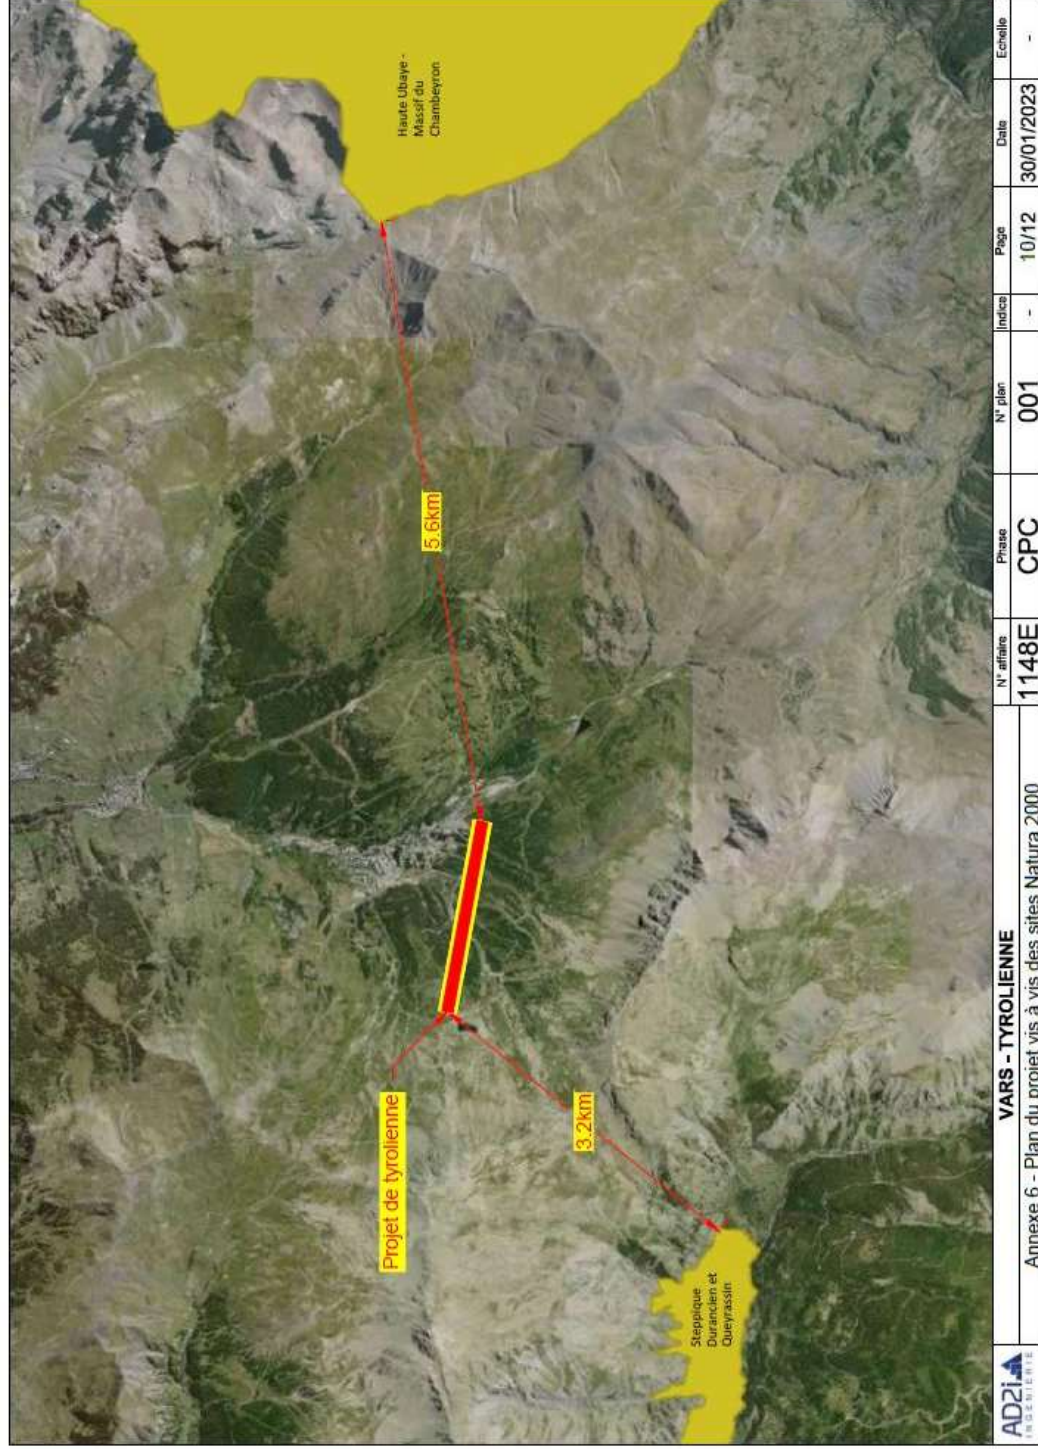 Haute Ubaye -
Massif du
Chambeyron
5.6km
Projet de tyrolienne
3.2km
Steppique
Durancien et
Queyrassin
AD2i
INGENIERIE
VARS - TYROLIENNE
Annexe 6 - Plan du projet vis à vis des sites Natura 2000
N° affaire
1148E
Phase
CPC
N° plan
001
Indice
-
Page
10/12
Date
30/01/2023
Echelle
-